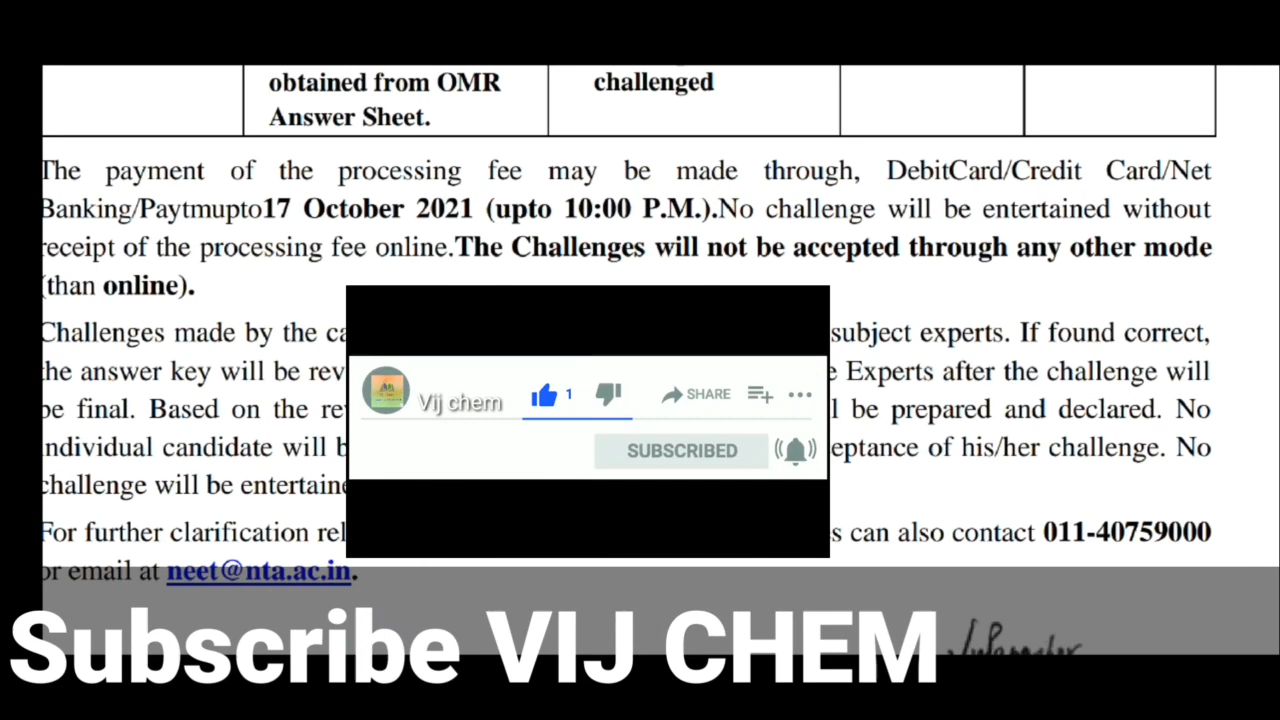 obtained from OMR
Answer Sheet.
challenged
The payment of the processing fee may be made through, DebitCard/Credit Card/Net
Banking/Paytmupto17 October 2021 (upto 10:00 P.M.).No challenge will be entertained without
receipt of the processing fee online.The Challenges will not be accepted through any other mode
(than online).
Challenges made by the ca subject experts. If found correct,
the answer key will be rev e Experts after the challenge will
be final. Based on the re l be prepared and declared. No
individual candidate will b eptance of his/her challenge. No
challenge will be entertaine
For further clarification rel s can also contact 011-40759000
or email at neet@nta.ac.in.
Vij chem
1
SHARE
SUBSCRIBED
Subscribe VIJ CHEM